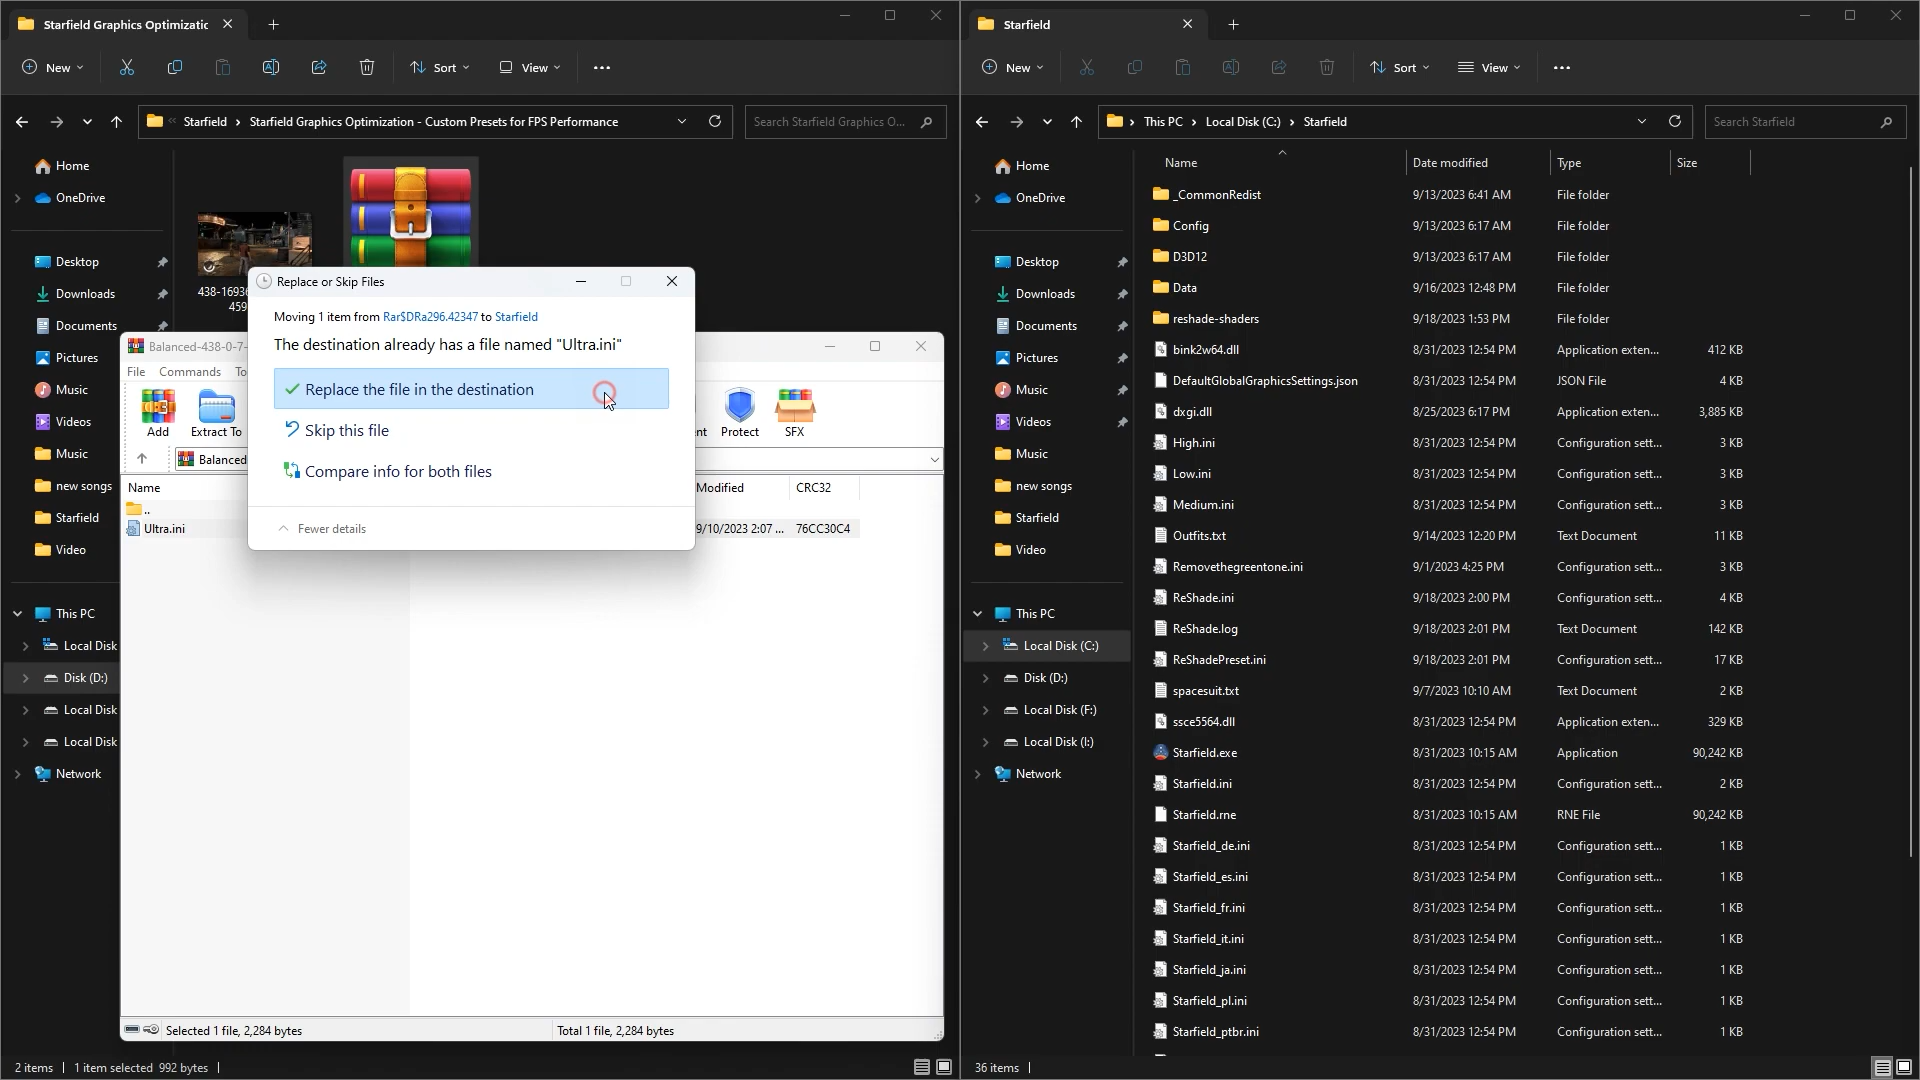 Starfield Graphics Optimizatic
New
Sort
View
Starfield
Starfield Graphics Optimization - Custom Presets for FPS Performance
Search Starfield Graphics O...
Home
OneDrive
Desktop
Downloads
Documents
Pictures
Music
Videos
Music
new songs
Starfield
Video
This PC
Local Disk
Disk (D:)
Local Disk
Local Disk
Network
438-1693
459
Replace or Skip Files
Moving 1 item from Rar$DRa296.42347 to Starfield
The destination already has a file named "Ultra.ini"
Replace the file in the destination
Skip this file
Compare info for both files
Fewer details
Balanced-438-0-7-
File Commands To
Add
Extract To
nt
Protect
SFX
Balanced
Name
Modified
CRC32
..
Ultra.ini
9/10/2023 2:07 ...
76CC30C4
Selected 1 file, 2,284 bytes
Total 1 file, 2,284 bytes
2 items
1 item selected 992 bytes
Starfield
New
Sort
View
This PC
Local Disk (C:)
Starfield
Search Starfield
Home
OneDrive
Desktop
Downloads
Documents
Pictures
Music
Videos
Music
new songs
Starfield
Video
This PC
Local Disk (C:)
Disk (D:)
Local Disk (F:)
Local Disk (I:)
Network
Name Date modified Type Size
_CommonRedist 9/13/2023 6:41 AM File folder
Config 9/13/2023 6:17 AM File folder
D3D12 9/13/2023 6:17 AM File folder
Data 9/16/2023 12:48 PM File folder
reshade-shaders 9/18/2023 1:53 PM File folder
bink2w64.dll 8/31/2023 12:54 PM Application exten... 412 KB
DefaultGlobalGraphicsSettings.json 8/31/2023 12:54 PM JSON File 4 KB
dxgi.dll 8/25/2023 6:17 PM Application exten... 3,885 KB
High.ini 8/31/2023 12:54 PM Configuration sett... 3 KB
Low.ini 8/31/2023 12:54 PM Configuration sett... 3 KB
Medium.ini 8/31/2023 12:54 PM Configuration sett... 3 KB
Outfits.txt 9/14/2023 12:20 PM Text Document 11 KB
Removethegreentone.ini 9/1/2023 4:25 PM Configuration sett... 3 KB
ReShade.ini 9/18/2023 2:00 PM Configuration sett... 4 KB
ReShade.log 9/18/2023 2:01 PM Text Document 142 KB
ReShadePreset.ini 9/18/2023 2:01 PM Configuration sett... 17 KB
spacesuit.txt 9/7/2023 10:10 AM Text Document 2 KB
ssce5564.dll 8/31/2023 12:54 PM Application exten... 329 KB
Starfield.exe 8/31/2023 10:15 AM Application 90,242 KB
Starfield.ini 8/31/2023 12:54 PM Configuration sett... 2 KB
Starfield.rne 8/31/2023 10:15 AM RNE File 90,242 KB
Starfield_de.ini 8/31/2023 12:54 PM Configuration sett... 1 KB
Starfield_es.ini 8/31/2023 12:54 PM Configuration sett... 1 KB
Starfield_fr.ini 8/31/2023 12:54 PM Configuration sett... 1 KB
Starfield_it.ini 8/31/2023 12:54 PM Configuration sett... 1 KB
Starfield_ja.ini 8/31/2023 12:54 PM Configuration sett... 1 KB
Starfield_pl.ini 8/31/2023 12:54 PM Configuration sett... 1 KB
Starfield_ptbr.ini 8/31/2023 12:54 PM Configuration sett... 1 KB
36 items